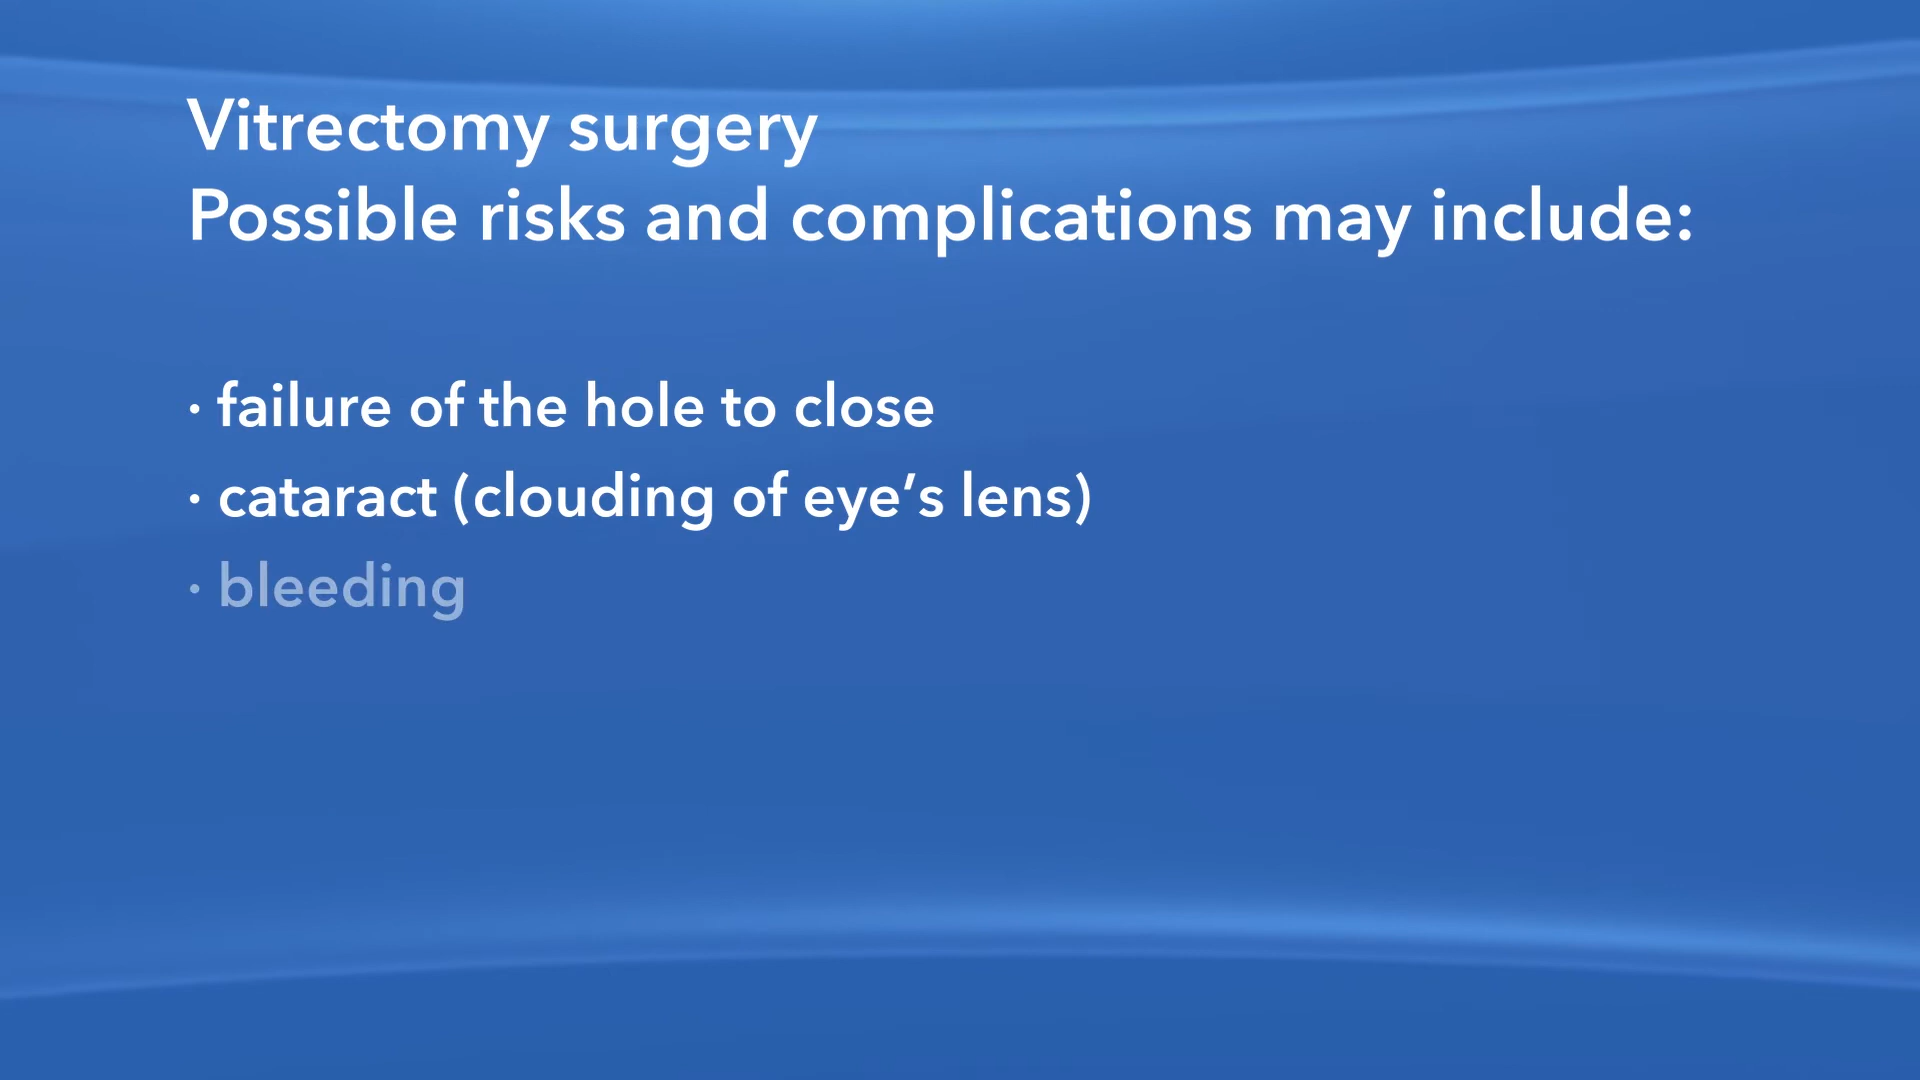 Vitrectomy surgery
Possible risks and complications may include:
· failure of the hole to close
· cataract (clouding of eye’s lens)
· bleeding